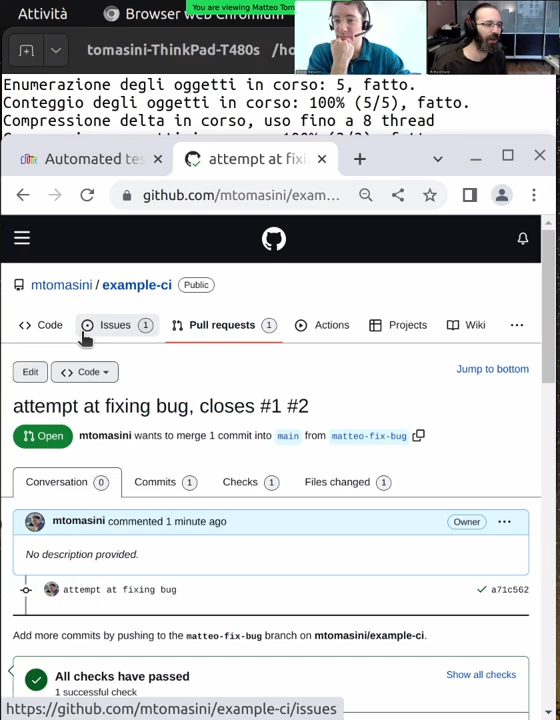 Attività
Browser web Chromium
You are viewing Matteo Tom
tomasini-ThinkPad-T480s /ho
Enumerazione degli oggetti in corso: 5, fatto.
Conteggio degli oggetti in corso: 100% (5/5), fatto.
Compressione delta in corso, uso fino a 8 thread
Automated tes
attempt at fixi
github.com/mtomasini/exam...
mtomasini / example-ci Public
Code Issues 1 Pull requests 1 Actions Projects Wiki
Edit Code Jump to bottom
attempt at fixing bug, closes #1 #2
Open mtomasini wants to merge 1 commit into main from matteo-fix-bug
Conversation 0 Commits 1 Checks 1 Files changed 1
mtomasini commented 1 minute ago Owner
No description provided.
attempt at fixing bug a71c562
Add more commits by pushing to the matteo-fix-bug branch on mtomasini/example-ci.
All checks have passed Show all checks
1 successful check
https://github.com/mtomasini/example-ci/issues